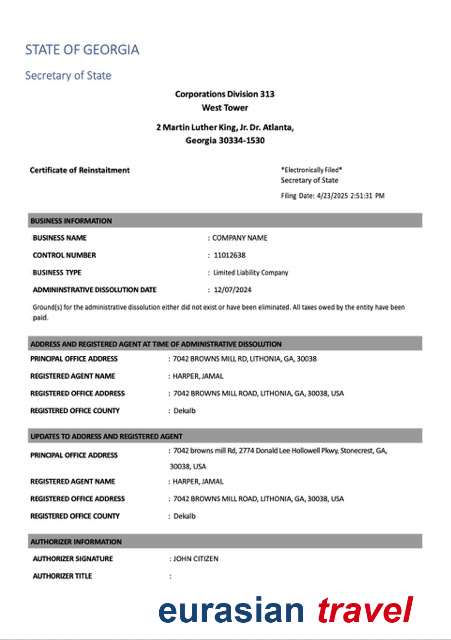 STATE OF GEORGIA
Secretary of State
Corporations Division 313
West Tower
2 Martin Luther King, Jr. Dr. Atlanta,
Georgia 30334-1530
Certificate of Reinstaitment
*Electronically Filed*
Secretary of State
Filing Date: 4/23/2025 2:51:31 PM
BUSINESS INFORMATION
BUSINESS NAME : COMPANY NAME
CONTROL NUMBER : 11012638
BUSINESS TYPE : Limited Liability Company
ADMININSTRATIVE DISSOLUTION DATE : 12/07/2024
Ground(s) for the administrative dissolution either did not exist or have been eliminated. All taxes owed by the entity have been
paid.
ADDRESS AND REGISTERED AGENT AT TIME OF ADMINISTRATIVE DISSOLUTION
PRINCIPAL OFFICE ADDRESS : 7042 BROWNS MILL RD, LITHONIA, GA, 30038
REGISTERED AGENT NAME : HARPER, JAMAL
REGISTERED OFFICE ADDRESS : 7042 BROWNS MILL ROAD, LITHONIA, GA, 30038, USA
REGISTERED OFFICE COUNTY : Dekalb
UPDATES TO ADDRESS AND REGISTERED AGENT
PRINCIPAL OFFICE ADDRESS : 7042 browns mill Rd, 2774 Donald Lee Hollowell Pkwy, Stonecrest, GA,
30038, USA
REGISTERED AGENT NAME : HARPER, JAMAL
REGISTERED OFFICE ADDRESS : 7042 BROWNS MILL ROAD, LITHONIA, GA, 30038, USA
REGISTERED OFFICE COUNTY : Dekalb
AUTHORIZER INFORMATION
AUTHORIZER SIGNATURE : JOHN CITIZEN
AUTHORIZER TITLE :
eurasian travel